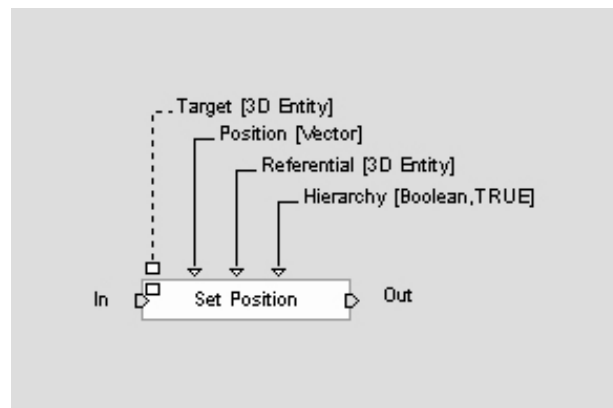 Target [3D Entity]
Position [Vector]
Referential [3D Entity]
Hierarchy [Boolean,TRUE]
In Set Position Out